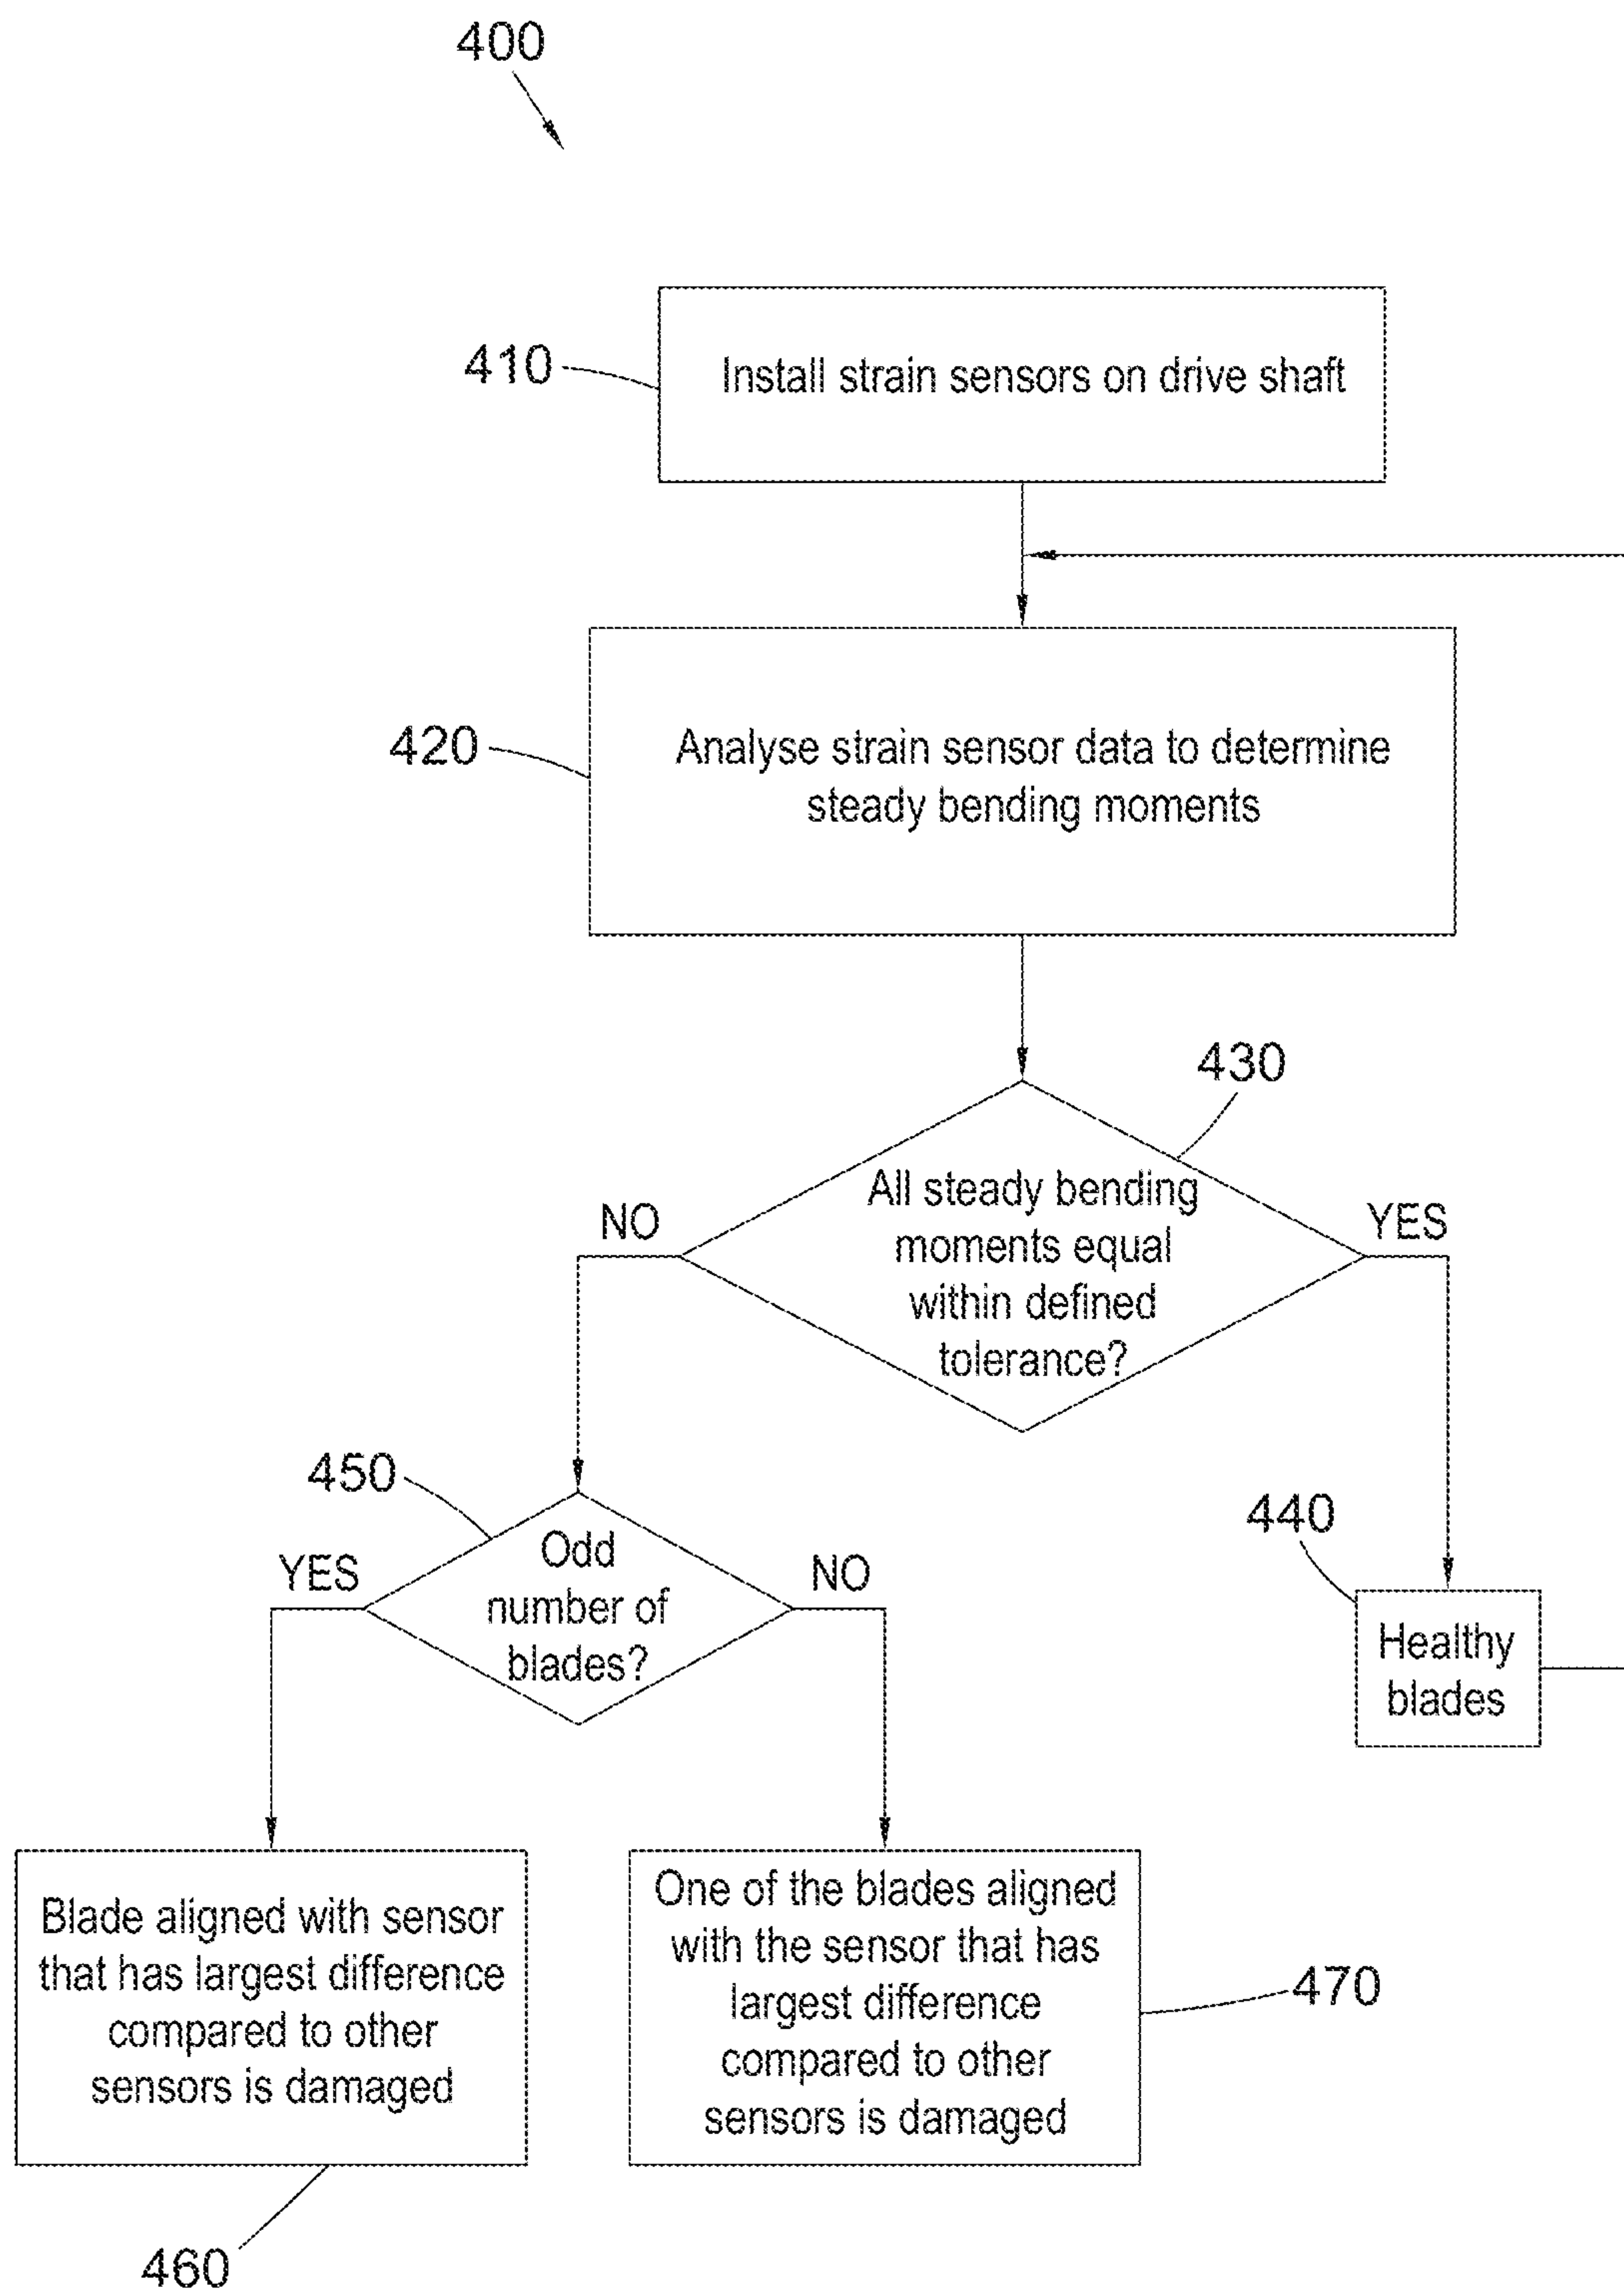 400
410
Install strain sensors on drive shaft
420
Analyse strain sensor data to determine
steady bending moments
430
All steady bending
moments equal
within defined
tolerance?
NO
YES
450
Odd
number of
blades?
YES
NO
440
Healthy
blades
Blade aligned with sensor
that has largest difference
compared to other
sensors is damaged
460
One of the blades aligned
with the sensor that has
largest difference
compared to other
sensors is damaged
470